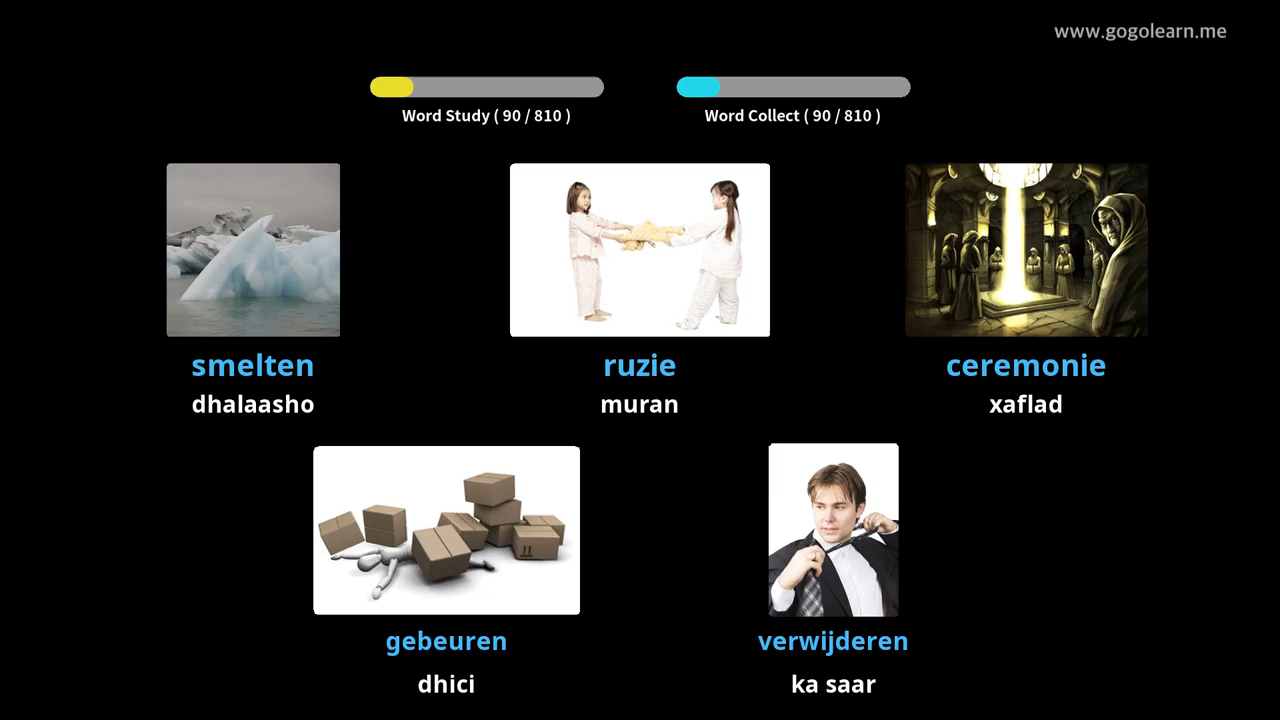 www.gogolearn.me
Word Study ( 90 / 810 )
Word Collect ( 90 / 810 )
smelten
dhalaasho
ruzie
muran
ceremonie
xaflad
gebeuren
dhici
verwijderen
ka saar